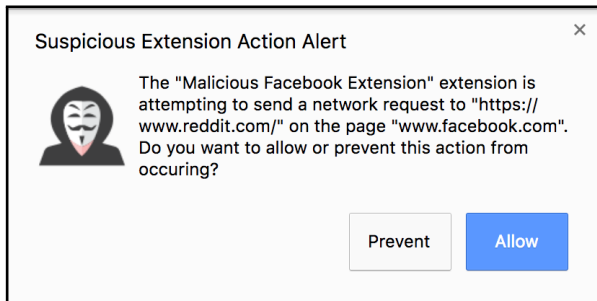 Suspicious Extension Action Alert
The "Malicious Facebook Extension" extension is
attempting to send a network request to "https://
www.reddit.com/" on the page "www.facebook.com".
Do you want to allow or prevent this action from
occuring?
Prevent
Allow